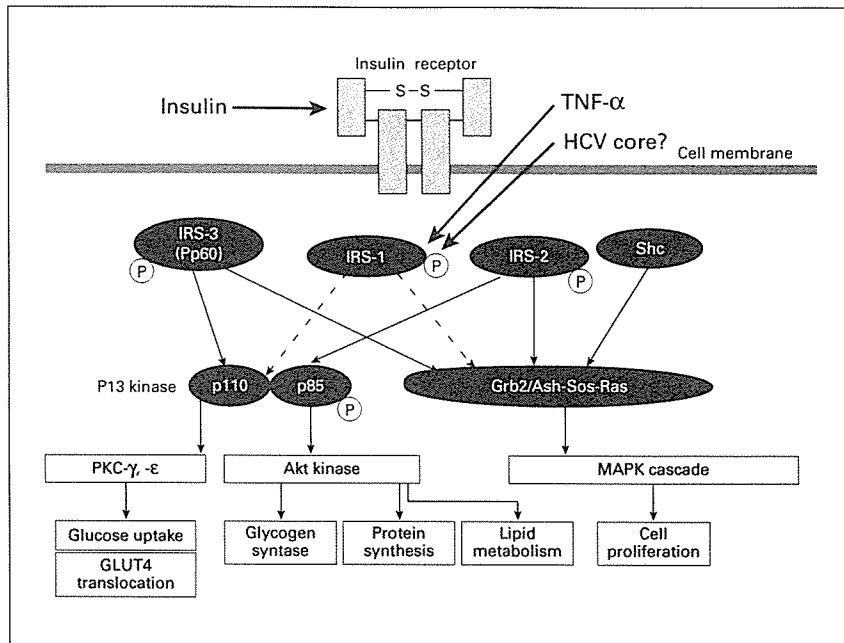 Insulin receptor
S-S
Insulin
TNF-α
HCV core?
Cell membrane
IRS-3
(Pp60)
P
IRS-1
P
IRS-2
P
Shc
P13 kinase
p110
p85
P
Grb2/Ash-Sos-Ras
PKC-γ, -ε
Akt kinase
MAPK cascade
Glucose uptake
GLUT4
translocation
Glycogen
syntase
Protein
synthesis
Lipid
metabolism
Cell
proliferation